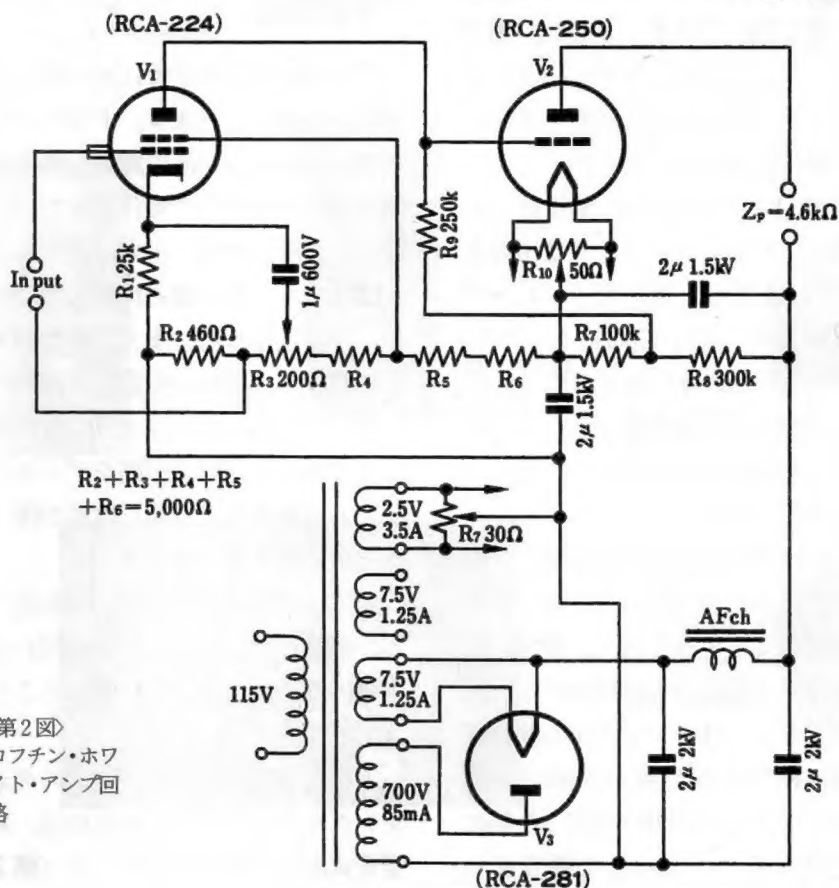 (RCA-224)
(RCA-250)
V₁
V₂
Input
R₁ 25k
1μ 600V
R₉ 250k
R₁₀ 50Ω
2μ 1.5kV
Zₚ=4.6kΩ
R₂ 460Ω
R₃ 200Ω
R₄
R₅
R₆
R₇ 100k
R₈ 300k
2μ 1.5kV
R₂+R₃+R₄+R₅
+R₆=5,000Ω
2.5V
3.5A
R₇ 30Ω
7.5V
1.25A
7.5V
1.25A
115V
700V
85mA
AFch
2μ 2kV
2μ 2kV
V₃
(RCA-281)
第2図〉
コフチン・ホワ
イト・アンプ回
路